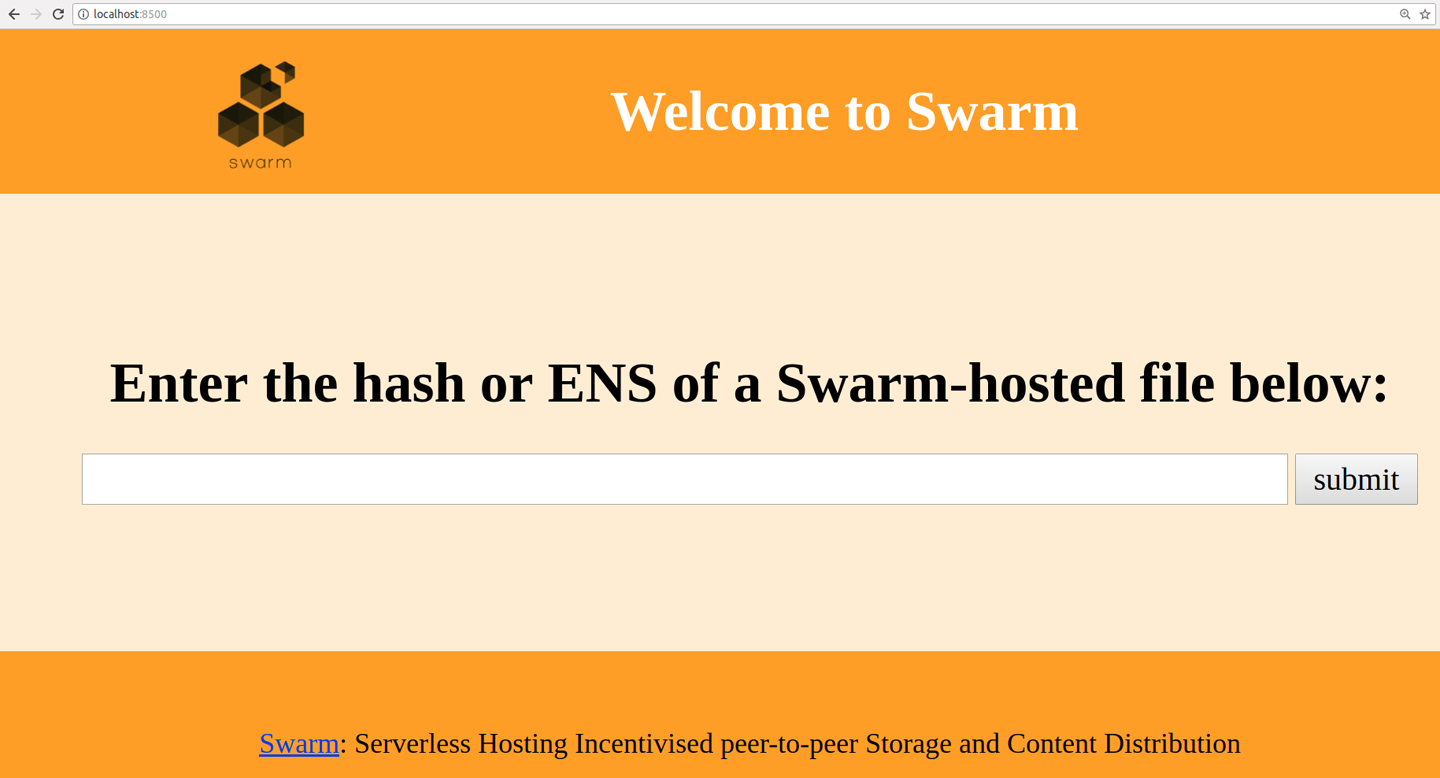 localhost:8500
swarm
Welcome to Swarm
Enter the hash or ENS of a Swarm-hosted file below:
submit
Swarm: Serverless Hosting Incentivised peer-to-peer Storage and Content Distribution